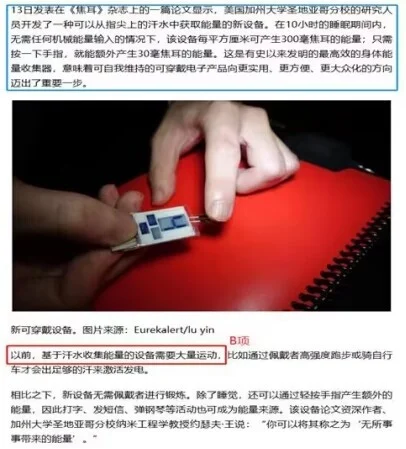 13日发表在《焦耳》杂志上的一篇论文显示，美国加州大学圣地亚哥分校的研究人
员开发了一种可以从指尖上的汗水中获取能量的新设备。在10小时的睡眠期间内，
无需任何机械能量输入的情况下，该设备每平方厘米可产生300毫焦耳的能量；只需
按一下手指，就能额外产生30毫焦耳的能量。这是有史以来发明的最高效的身体能
量收集器，意味着可自我维持的可穿戴电子产品向更实用、更方便、更大众化的方向
迈出了重要一步。
新可穿戴设备。图片来源：Eurekalert/lu yin
B项
以前，基于汗水收集能量的设备需要大量运动，比如通过佩戴者高强度跑步或骑自行
车才会出足够的汗来激活发电。
相比之下，新设备无需佩戴者进行锻炼。除了睡觉，还可以通过轻按手指产生额外的
能量，因此打字、发短信、弹钢琴等活动也可成为能量来源。该设备论文资深作者、
加州大学圣地亚哥分校纳米工程学教授约瑟夫·王说：“你可以将其称之为‘无所事
事带来的能量’。”